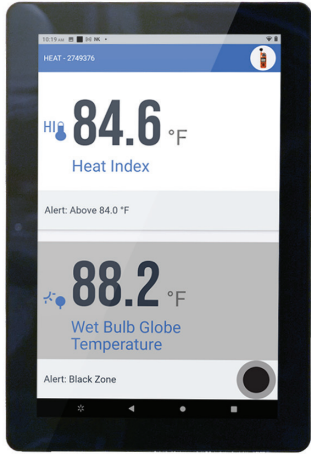 10:19 AM
HEAT - 2749376
HI
84.6 °F
Heat Index
Alert: Above 84.0 °F
88.2 °F
Wet Bulb Globe
Temperature
Alert: Black Zone